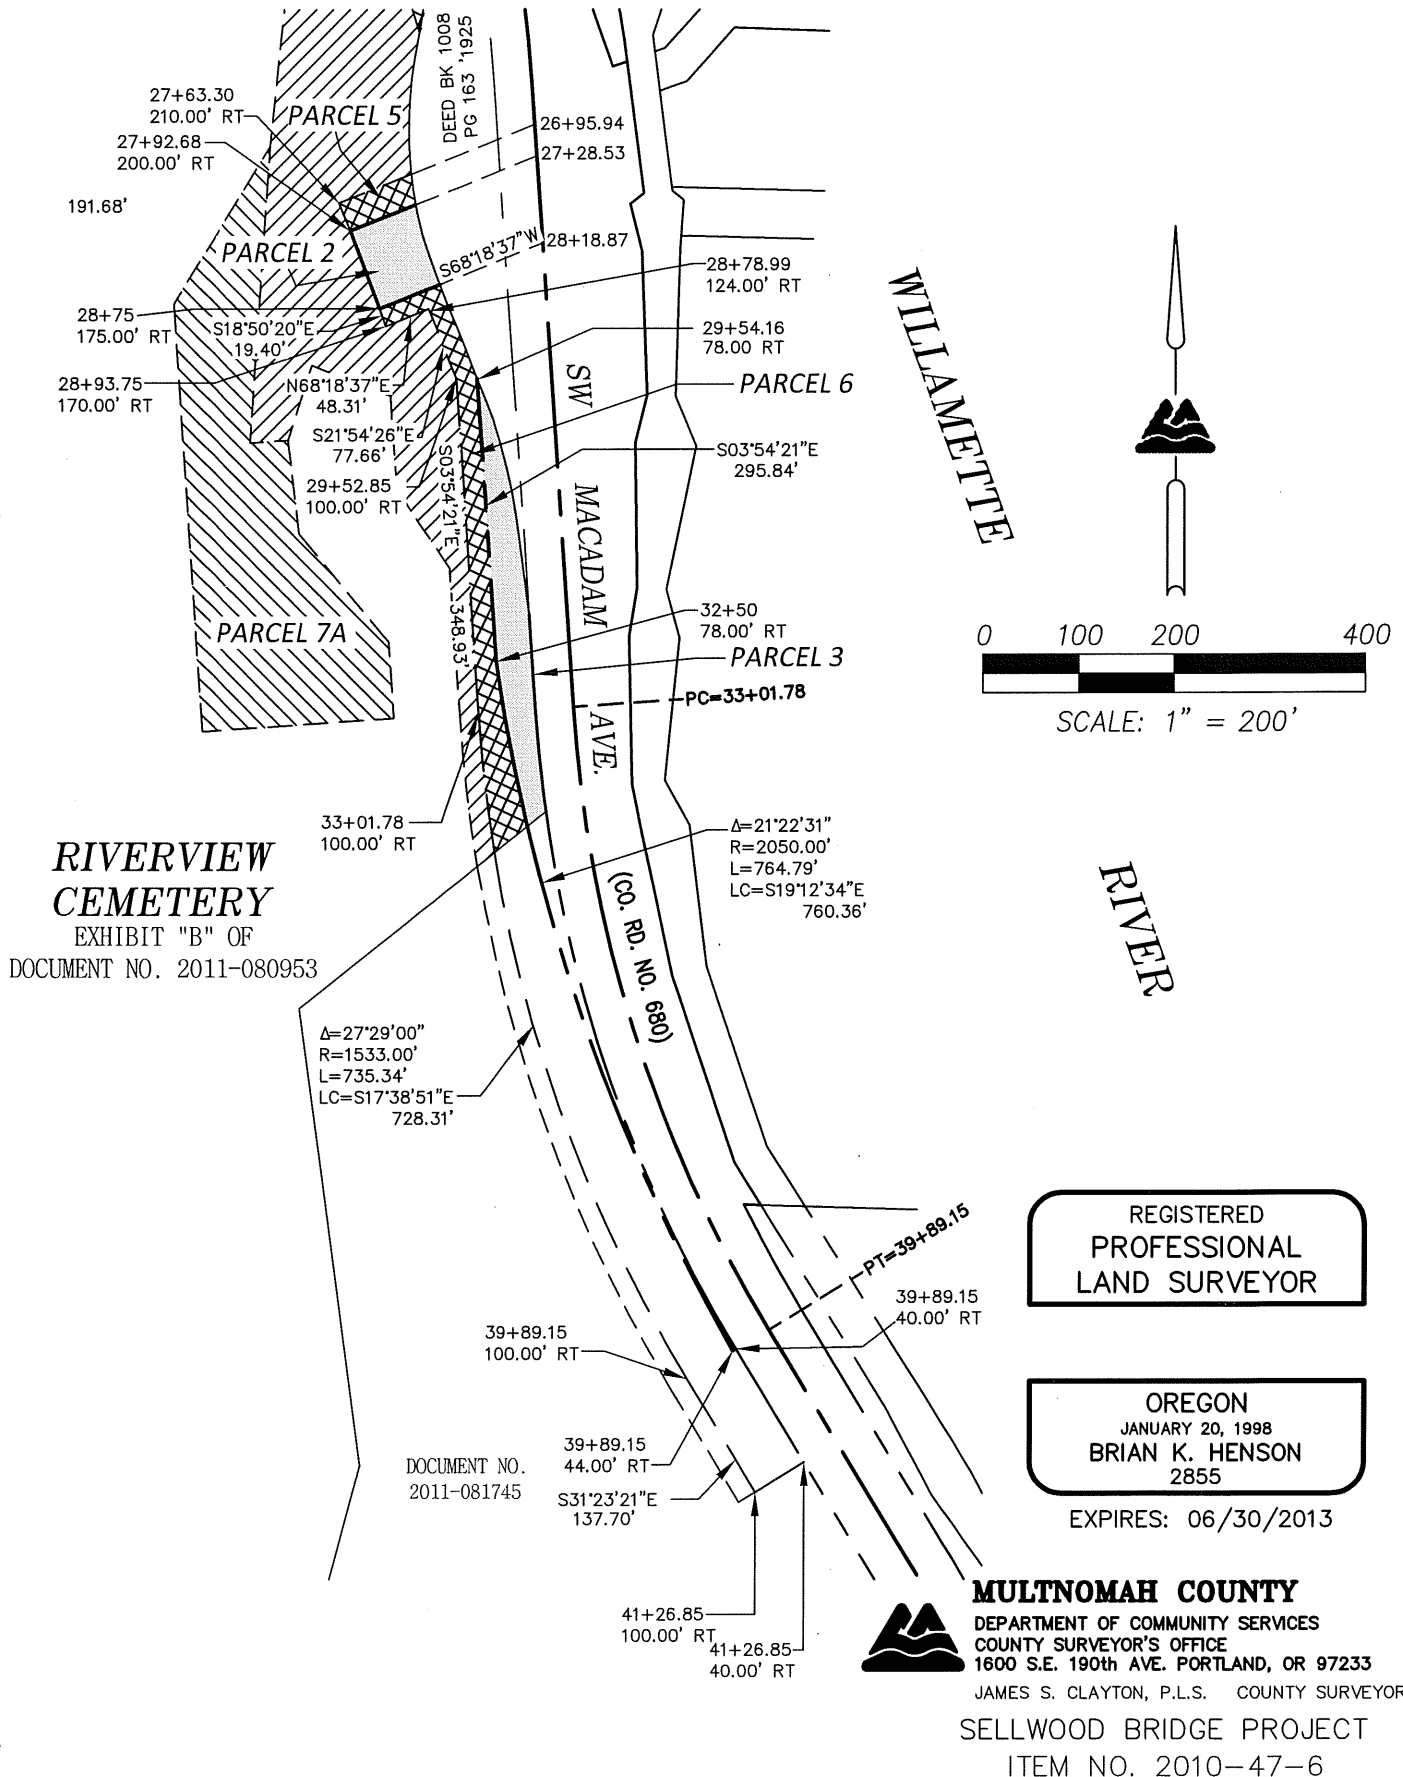 DEED BK 1008
PG 163 '1925
27+63.30
210.00' RT
PARCEL 5
27+92.68
200.00' RT
26+95.94
27+28.53
191.68'
PARCEL 2
S68°18'37"W
28+18.87
28+78.99
124.00' RT
28+75
175.00' RT
S18°50'20"E
19.40'
29+54.16
78.00 RT
28+93.75
170.00' RT
N68°18'37"E
48.31'
PARCEL 6
S21°54'26"E
77.66'
S03°54'21"E
295.84'
29+52.85
100.00' RT
S03°54'21"E
348.93'
SW
MACADAM
AVE.
(CO. RD. NO. 680)
WILLAMETTE
RIVER
32+50
78.00' RT
PARCEL 7A
PARCEL 3
PC=33+01.78
0 100 200 400
SCALE: 1" = 200'
33+01.78
100.00' RT
Δ=21°22'31"
R=2050.00'
L=764.79'
LC=S19°12'34"E
760.36'
RIVERVIEW
CEMETERY
EXHIBIT "B" OF
DOCUMENT NO. 2011-080953
Δ=27°29'00"
R=1533.00'
L=735.34'
LC=S17°38'51"E
728.31'
PT=39+89.15
39+89.15
40.00' RT
39+89.15
100.00' RT
39+89.15
44.00' RT
DOCUMENT NO.
2011-081745
S31°23'21"E
137.70'
41+26.85
100.00' RT
41+26.85
40.00' RT
REGISTERED
PROFESSIONAL
LAND SURVEYOR
OREGON
JANUARY 20, 1998
BRIAN K. HENSON
2855
EXPIRES: 06/30/2013
MULTNOMAH COUNTY
DEPARTMENT OF COMMUNITY SERVICES
COUNTY SURVEYOR'S OFFICE
1600 S.E. 190th AVE. PORTLAND, OR 97233
JAMES S. CLAYTON, P.L.S. COUNTY SURVEYOR
SELLWOOD BRIDGE PROJECT
ITEM NO. 2010-47-6